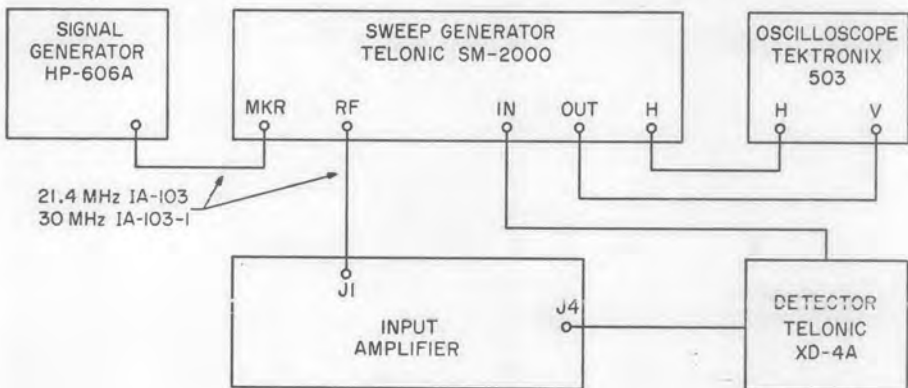 SIGNAL
GENERATOR
HP-606A
SWEEP GENERATOR
TELONIC SM-2000
MKR
RF
IN
OUT
H
OSCILLOSCOPE
TEKTRONIX
503
H
V
21.4 MHz IA-103
30 MHz IA-103-1
J1
INPUT
AMPLIFIER
J4
DETECTOR
TELONIC
XD-4A